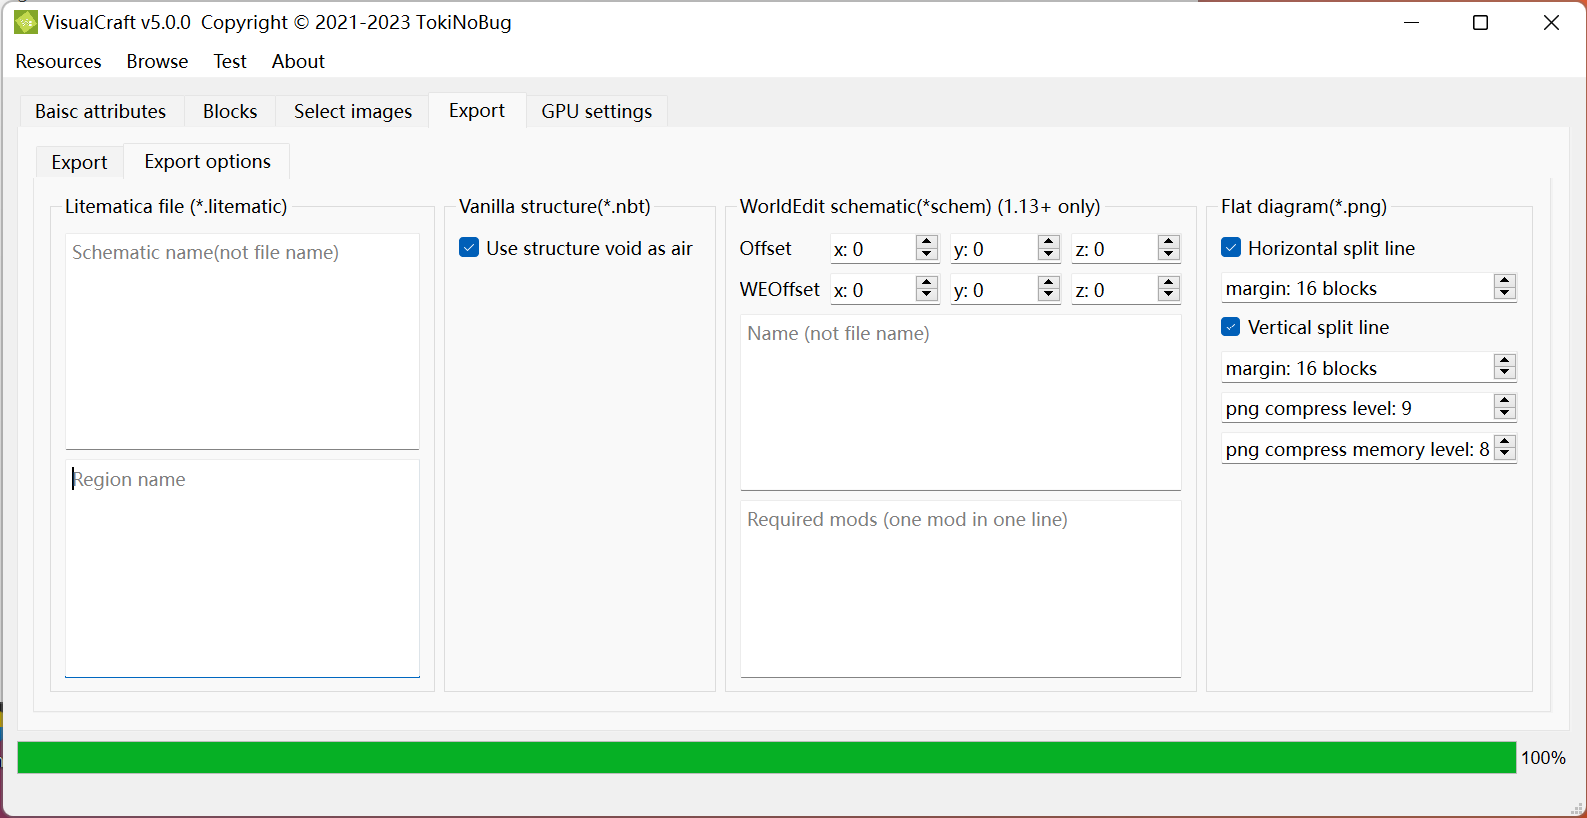 VisualCraft v5.0.0  Copyright © 2021-2023 TokiNoBug
Resources Browse Test About
Baisc attributes Blocks Select images Export GPU settings
Export Export options
Litematica file (*.litematic)
Schematic name(not file name)
Region name
Vanilla structure(*.nbt)
Use structure void as air
WorldEdit schematic(*schem) (1.13+ only)
Offset x: 0 y: 0 z: 0
WEOffset x: 0 y: 0 z: 0
Name (not file name)
Required mods (one mod in one line)
Flat diagram(*.png)
Horizontal split line
margin: 16 blocks
Vertical split line
margin: 16 blocks
png compress level: 9
png compress memory level: 8
100%